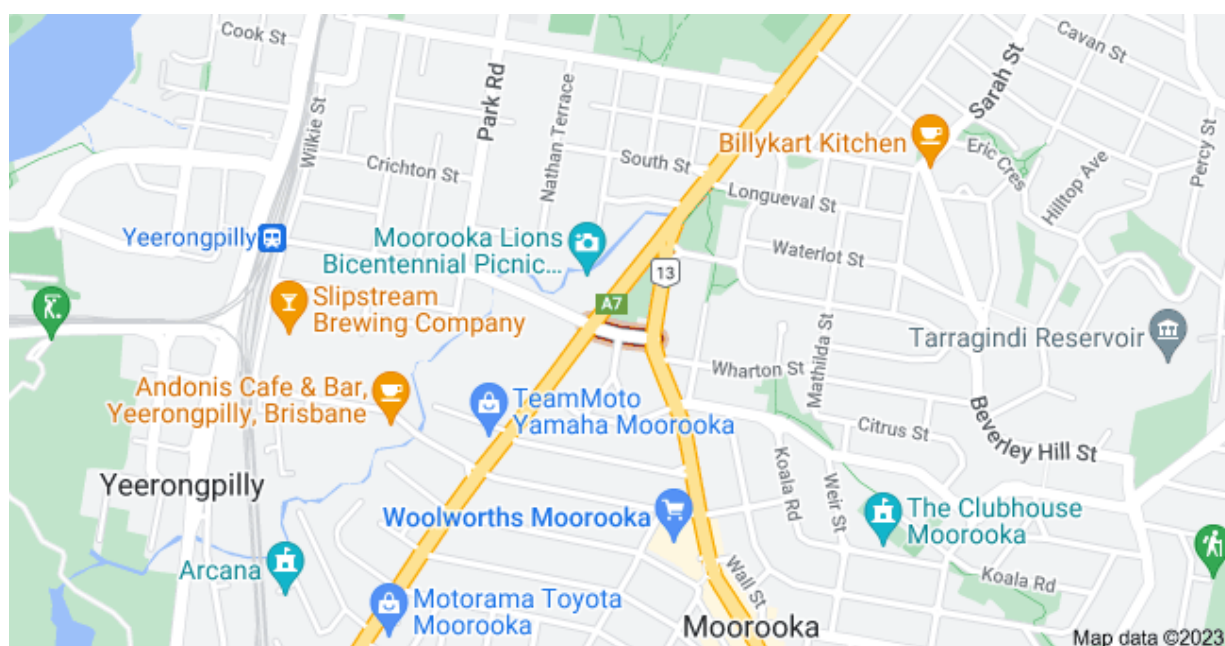 Cook St
Cavan St
Sarah St
Park Rd
Wilkie St
Nathan Terrace
Percy St
Billykart Kitchen
Eric Cres
South St
Crichton St
Hilltop Ave
Longueval St
Yeerongpilly
Moorooka Lions
Bicentennial Picnic...
Waterlot St
13
A7
Slipstream
Brewing Company
Tarragindi Reservoir
Mathilda St
Wharton St
Andonis Cafe & Bar,
Yeerongpilly, Brisbane
TeamMoto
Yamaha Moorooka
Beverley Hill St
Citrus St
Koala Rd
Weir St
Yeerongpilly
Woolworths Moorooka
The Clubhouse
Moorooka
Arcana
Wall St
Koala Rd
Motorama Toyota
Moorooka
Moorooka
Map data ©2023